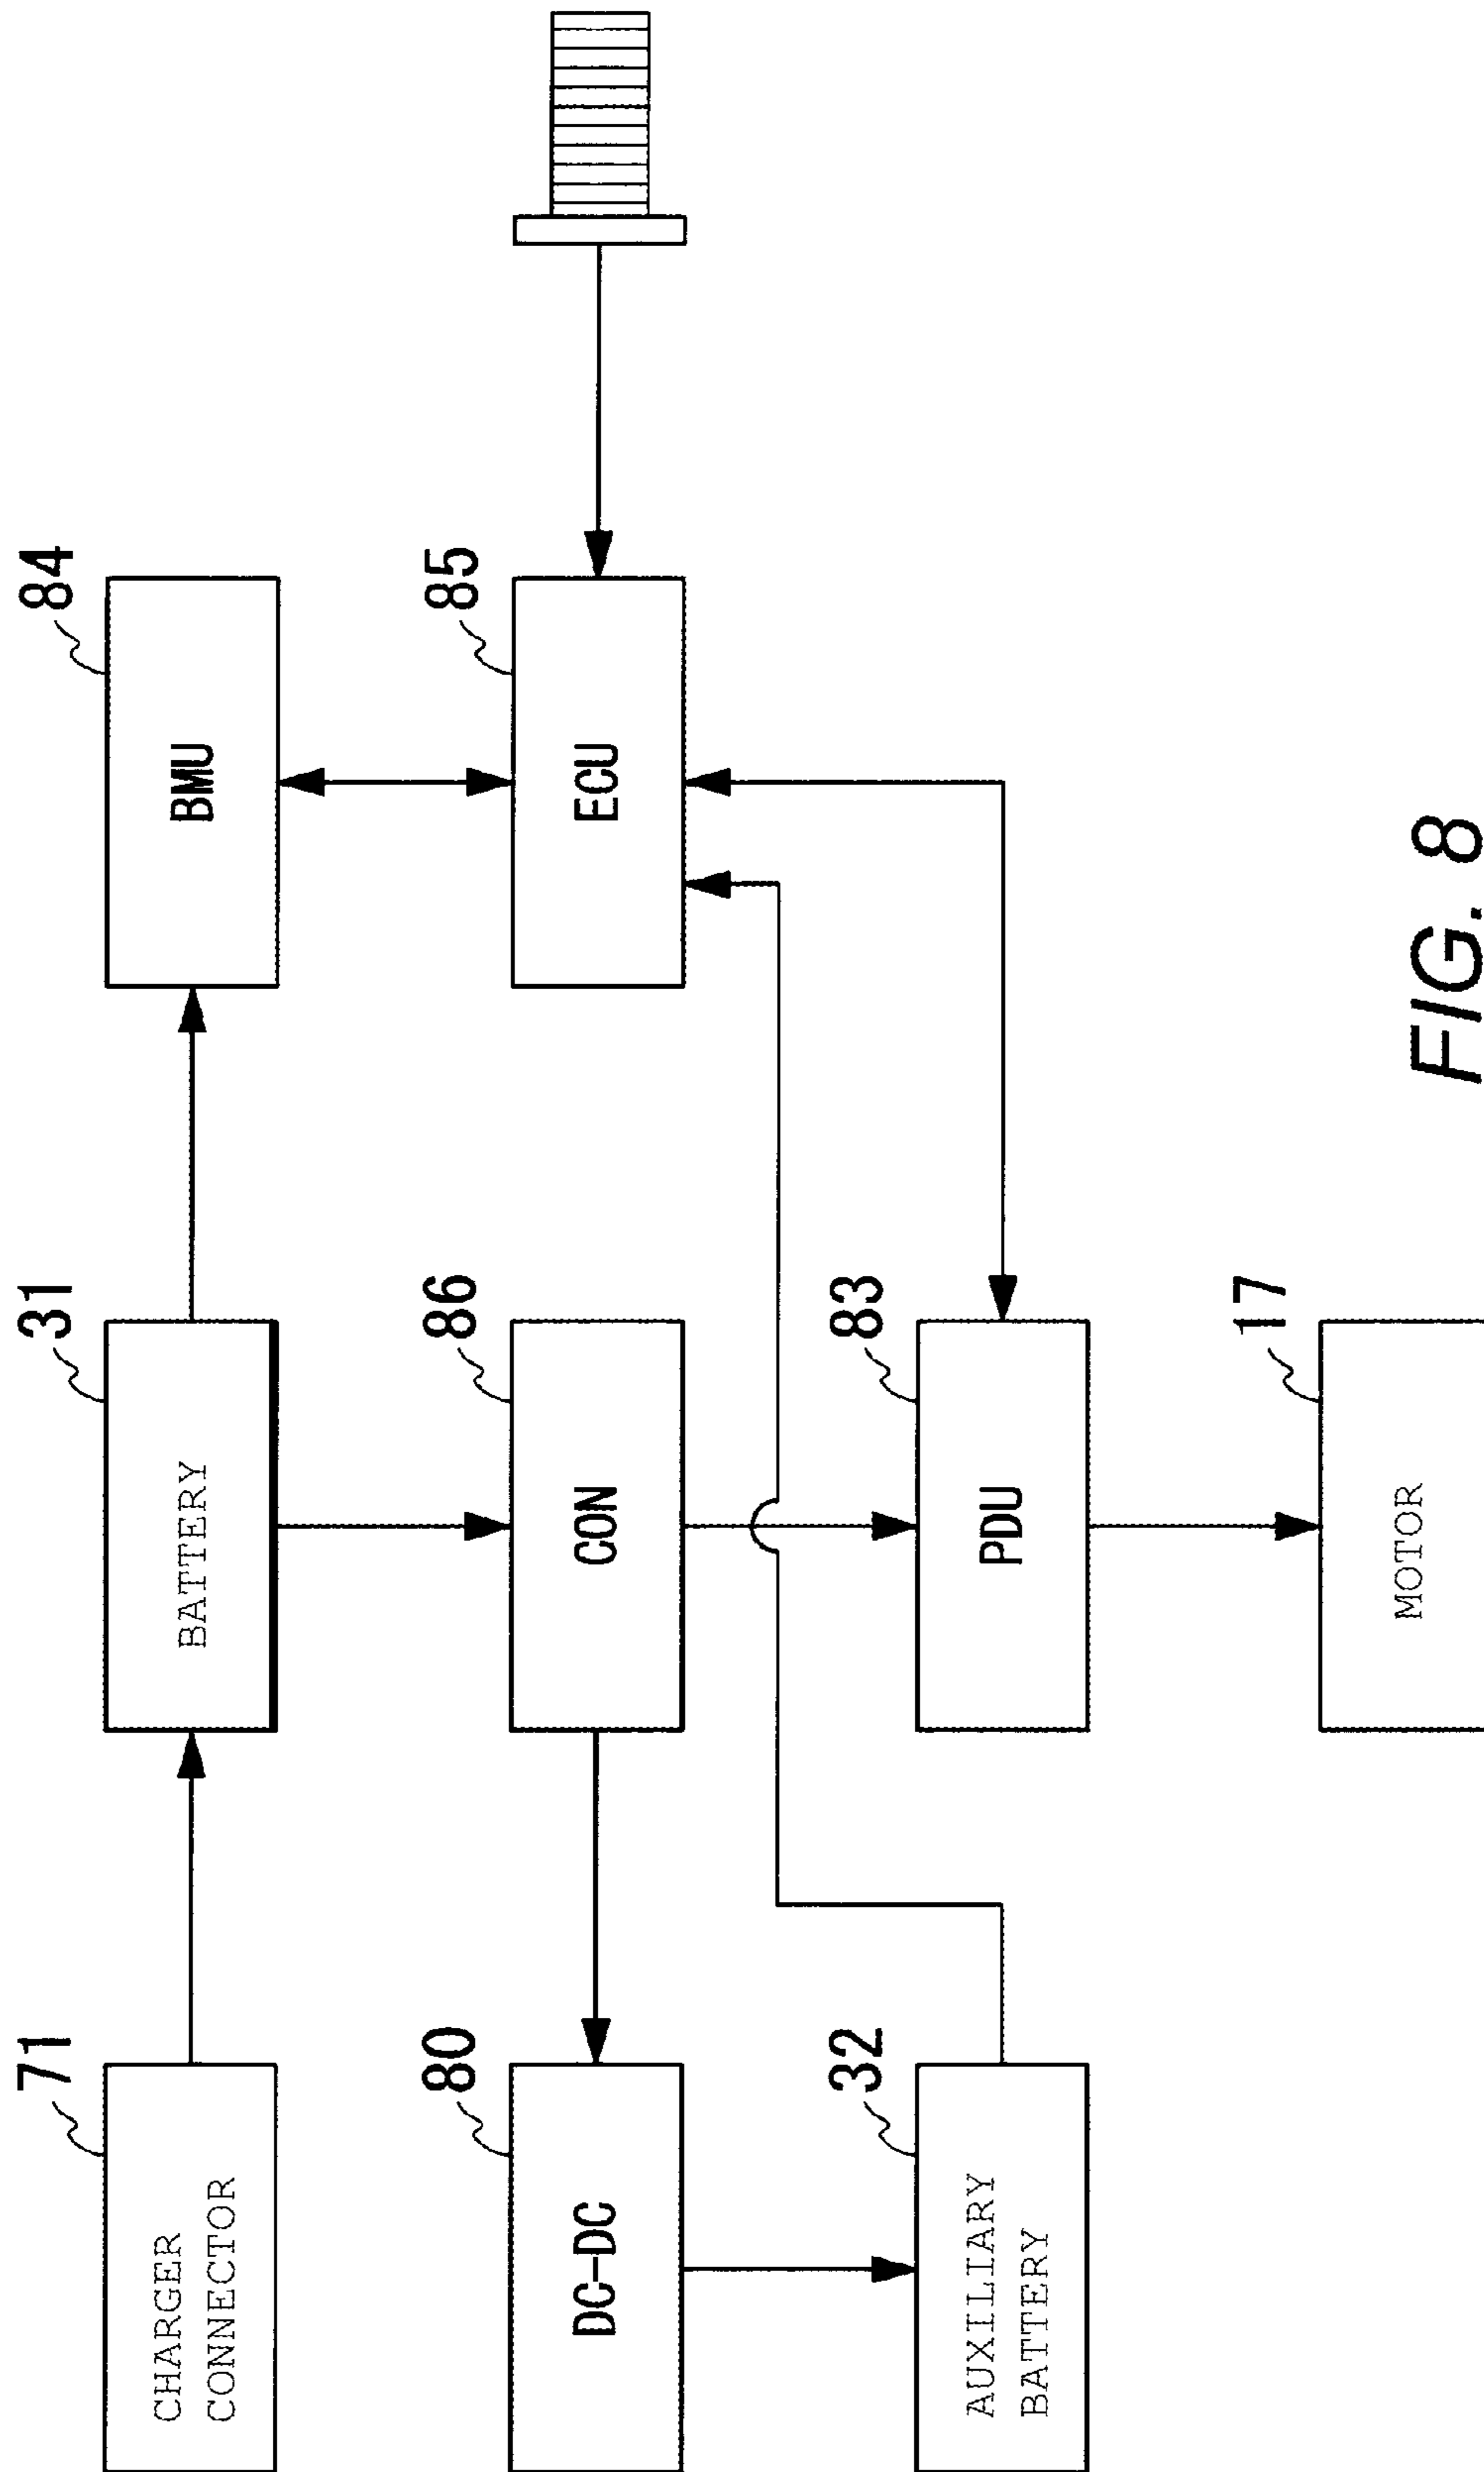 71
CHARGER
CONNECTOR
31
BATTERY
84
BMU
80
DC-DC
86
CON
85
ECU
32
AUXILIARY
BATTERY
83
PDU
17
MOTOR
FIG. 8